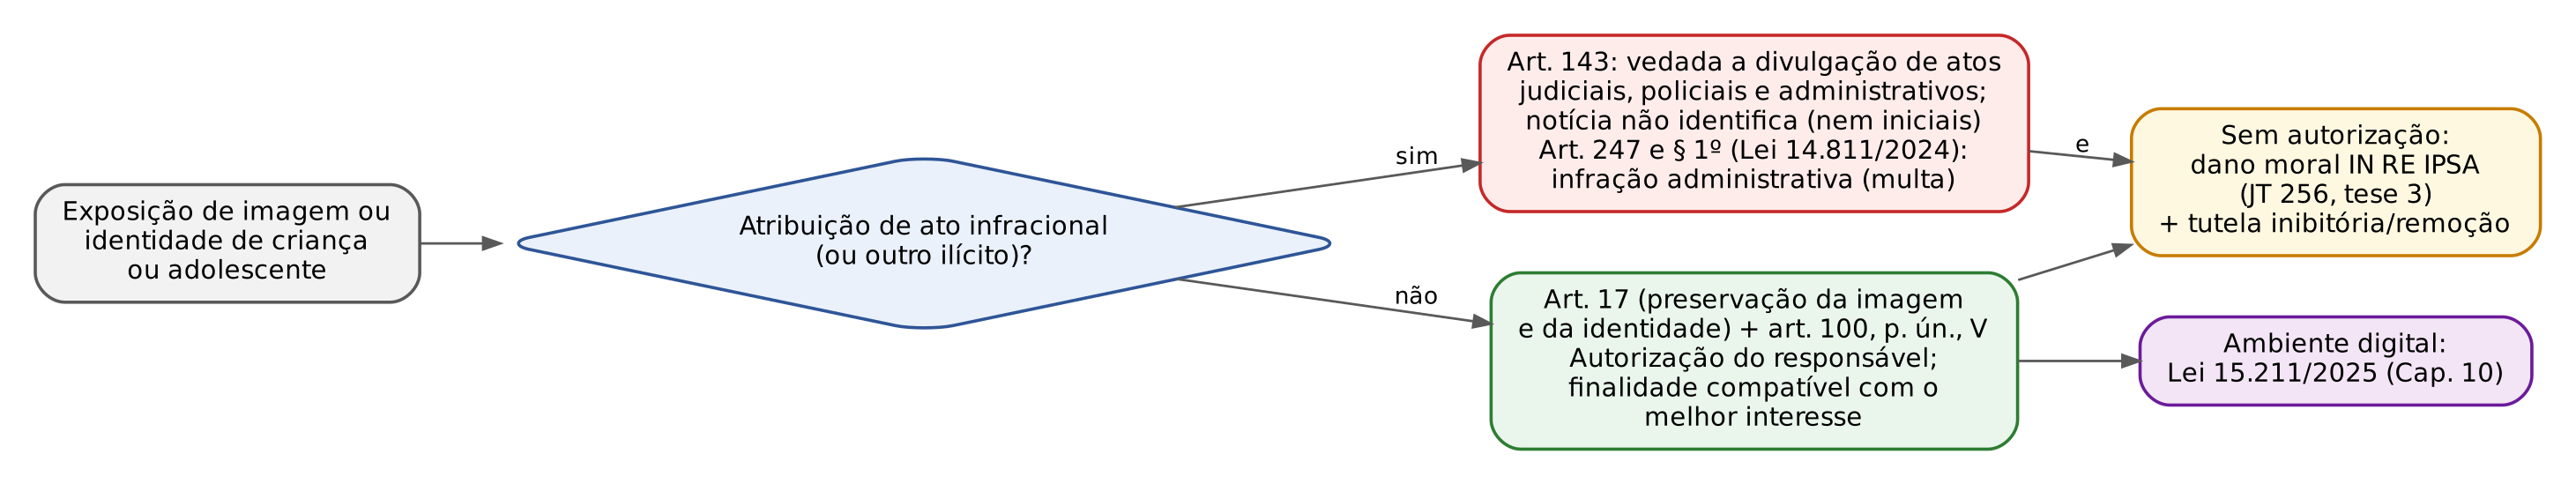 Exposição de imagem ou
identidade de criança
ou adolescente
Atribuição de ato infracional
(ou outro ilícito)?
sim
não
Art. 143: vedada a divulgação de atos
judiciais, policiais e administrativos;
notícia não identifica (nem iniciais)
Art. 247 e § 1º (Lei 14.811/2024):
infração administrativa (multa)
Art. 17 (preservação da imagem
e da identidade) + art. 100, p. ún., V
Autorização do responsável;
finalidade compatível com o
melhor interesse
e
Sem autorização:
dano moral IN RE IPSA
(JT 256, tese 3)
+ tutela inibitória/remoção
Ambiente digital:
Lei 15.211/2025 (Cap. 10)